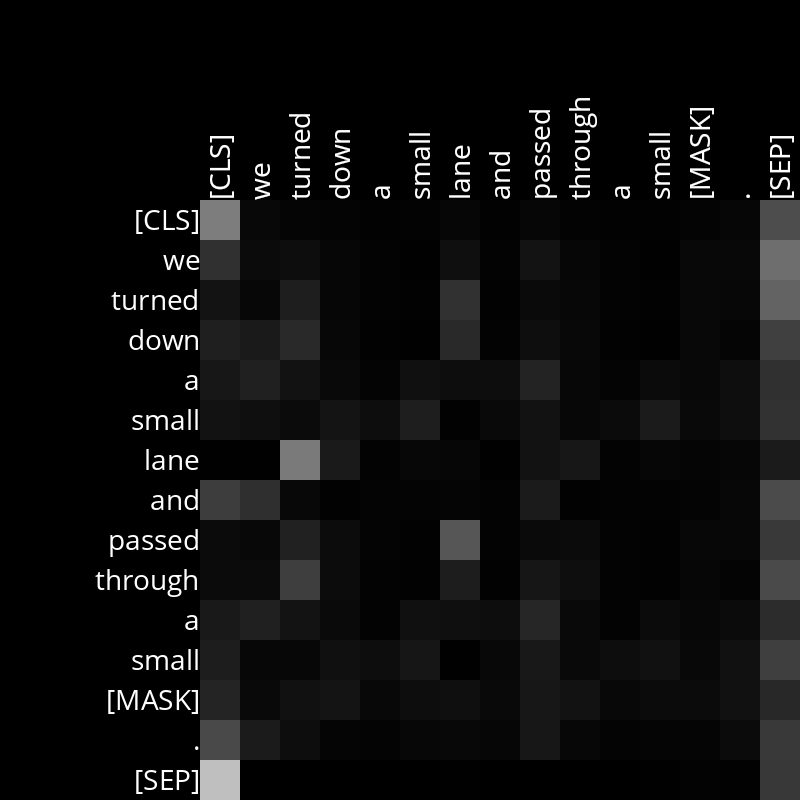 [CLS] we turned down a small lane and passed through a small [MASK] . [SEP]
[CLS]
we
turned
down
a
small
lane
and
passed
through
a
small
[MASK]
.
[SEP]